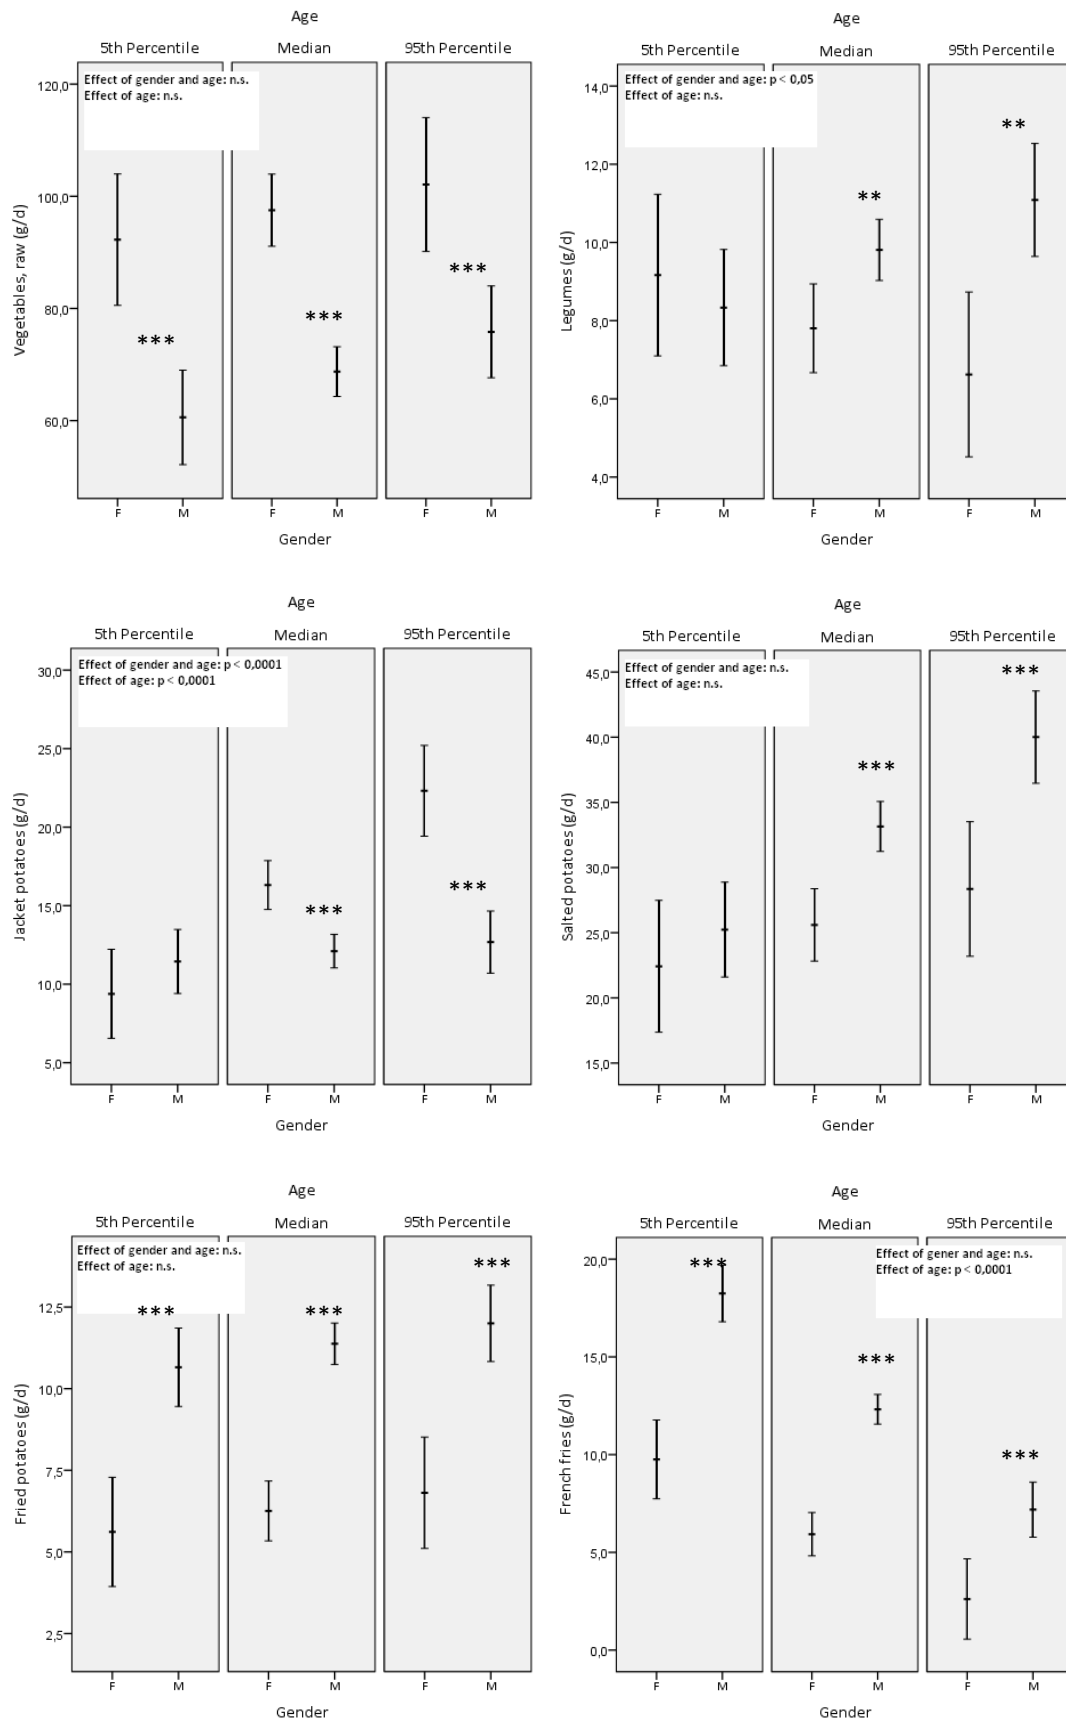 Age
5th Percentile Median 95th Percentile
Effect of gender and age: n.s.
Effect of age: n.s.
120,0
100,0
80,0
60,0
Vegetables, raw (g/d)
***
***
***
F M F M F M
Gender
Age
5th Percentile Median 95th Percentile
Effect of gender and age: p < 0,05
Effect of age: n.s.
14,0
12,0
10,0
8,0
6,0
4,0
Legumes (g/d)
**
**
F M F M F M
Gender
Age
5th Percentile Median 95th Percentile
Effect of gender and age: p < 0,0001
Effect of age: p < 0,0001
30,0
25,0
20,0
15,0
10,0
5,0
Jacket potatoes (g/d)
***
***
F M F M F M
Gender
Age
5th Percentile Median 95th Percentile
Effect of gender and age: n.s.
Effect of age: n.s.
45,0
40,0
35,0
30,0
25,0
20,0
15,0
Salted potatoes (g/d)
***
***
F M F M F M
Gender
Age
5th Percentile Median 95th Percentile
Effect of gender and age: n.s.
Effect of age: n.s.
12,5
10,0
7,5
5,0
2,5
Fried potatoes (g/d)
***
***
***
F M F M F M
Gender
Age
5th Percentile Median 95th Percentile
Effect of gener and age: n.s.
Effect of age: p < 0,0001
20,0
15,0
10,0
5,0
0,0
French fries (g/d)
***
***
***
F M F M F M
Gender